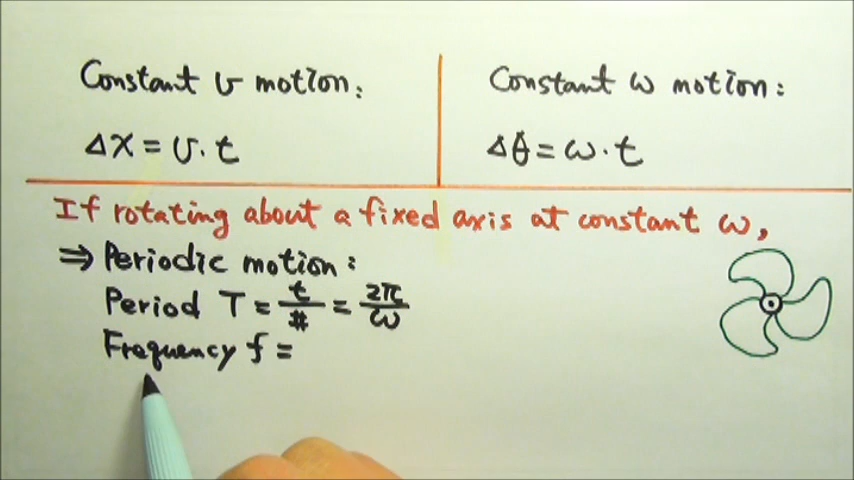 Constant v motion:
Δx = v·t
Constant ω motion:
Δθ = ω·t
If rotating about a fixed axis at constant ω,
⇒ Periodic motion:
Period T = t/# = 2π/ω
Frequency f =